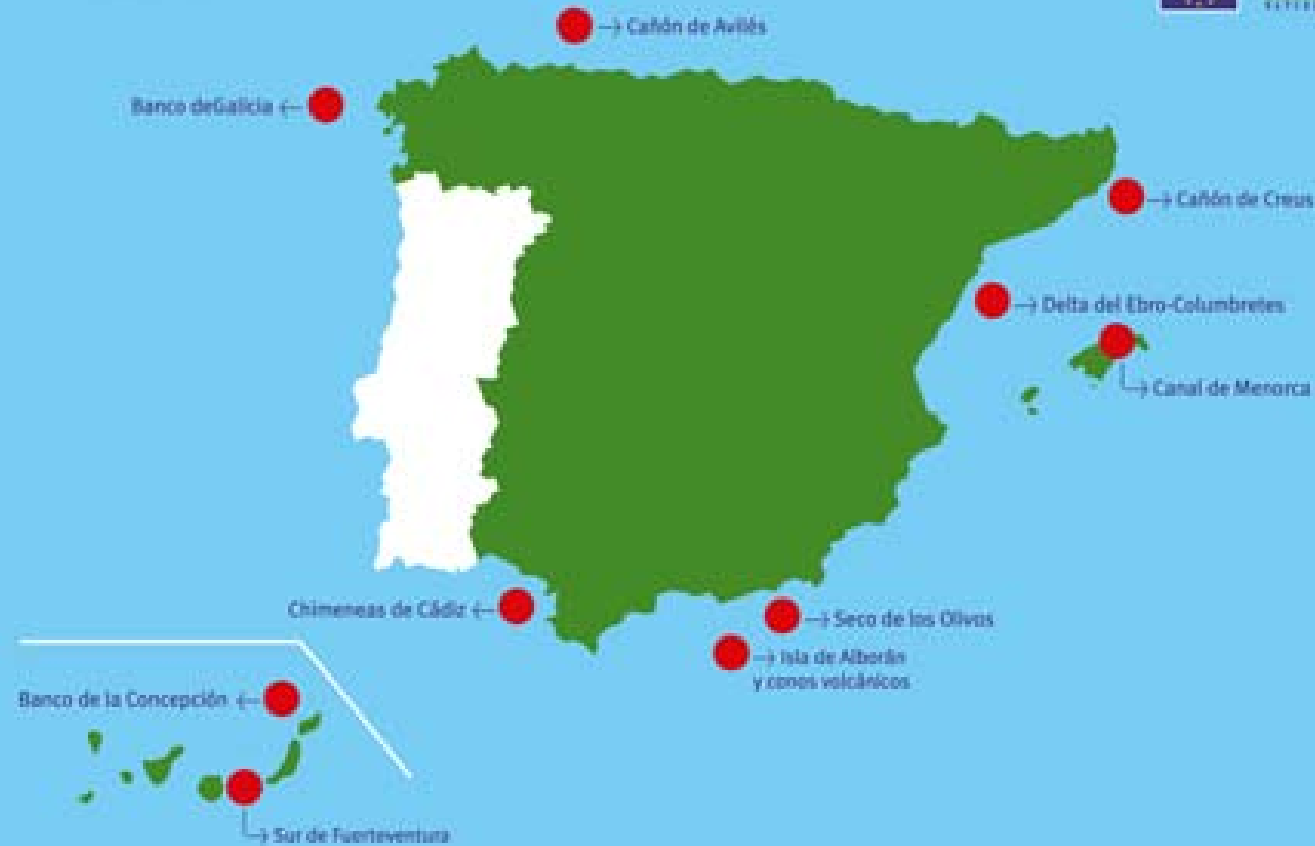 Cañón de Avilés
Banco deGalicia
Cañón de Creus
Delta del Ebro-Columbretes
Canal de Menorca
Chimeneas de Cádiz
Seco de los Olivos
Isla de Alborán
y conos volcánicos
Banco de la Concepción
Sur de Fuerteventura